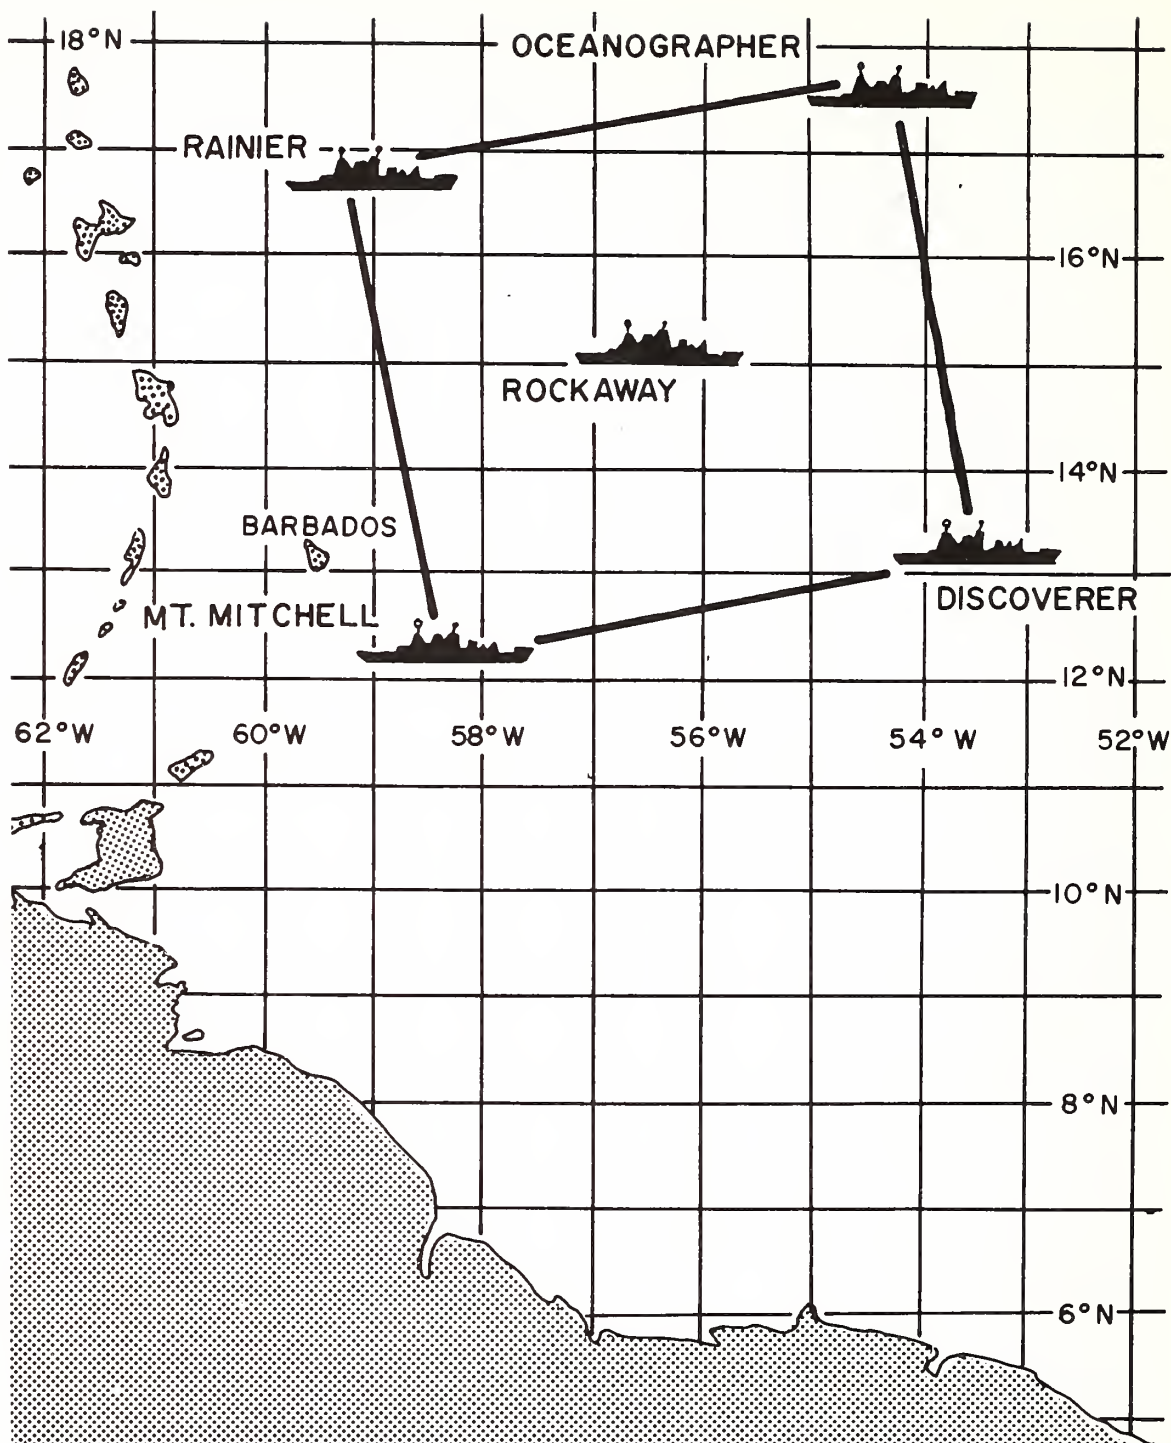 18°N
OCEANOGRAPHER
RAINIER
16°N
ROCKAWAY
14°N
BARBADOS
DISCOVERER
MT. MITCHELL
12°N
62°W 60°W 58°W 56°W 54°W 52°W
10°N
8°N
6°N